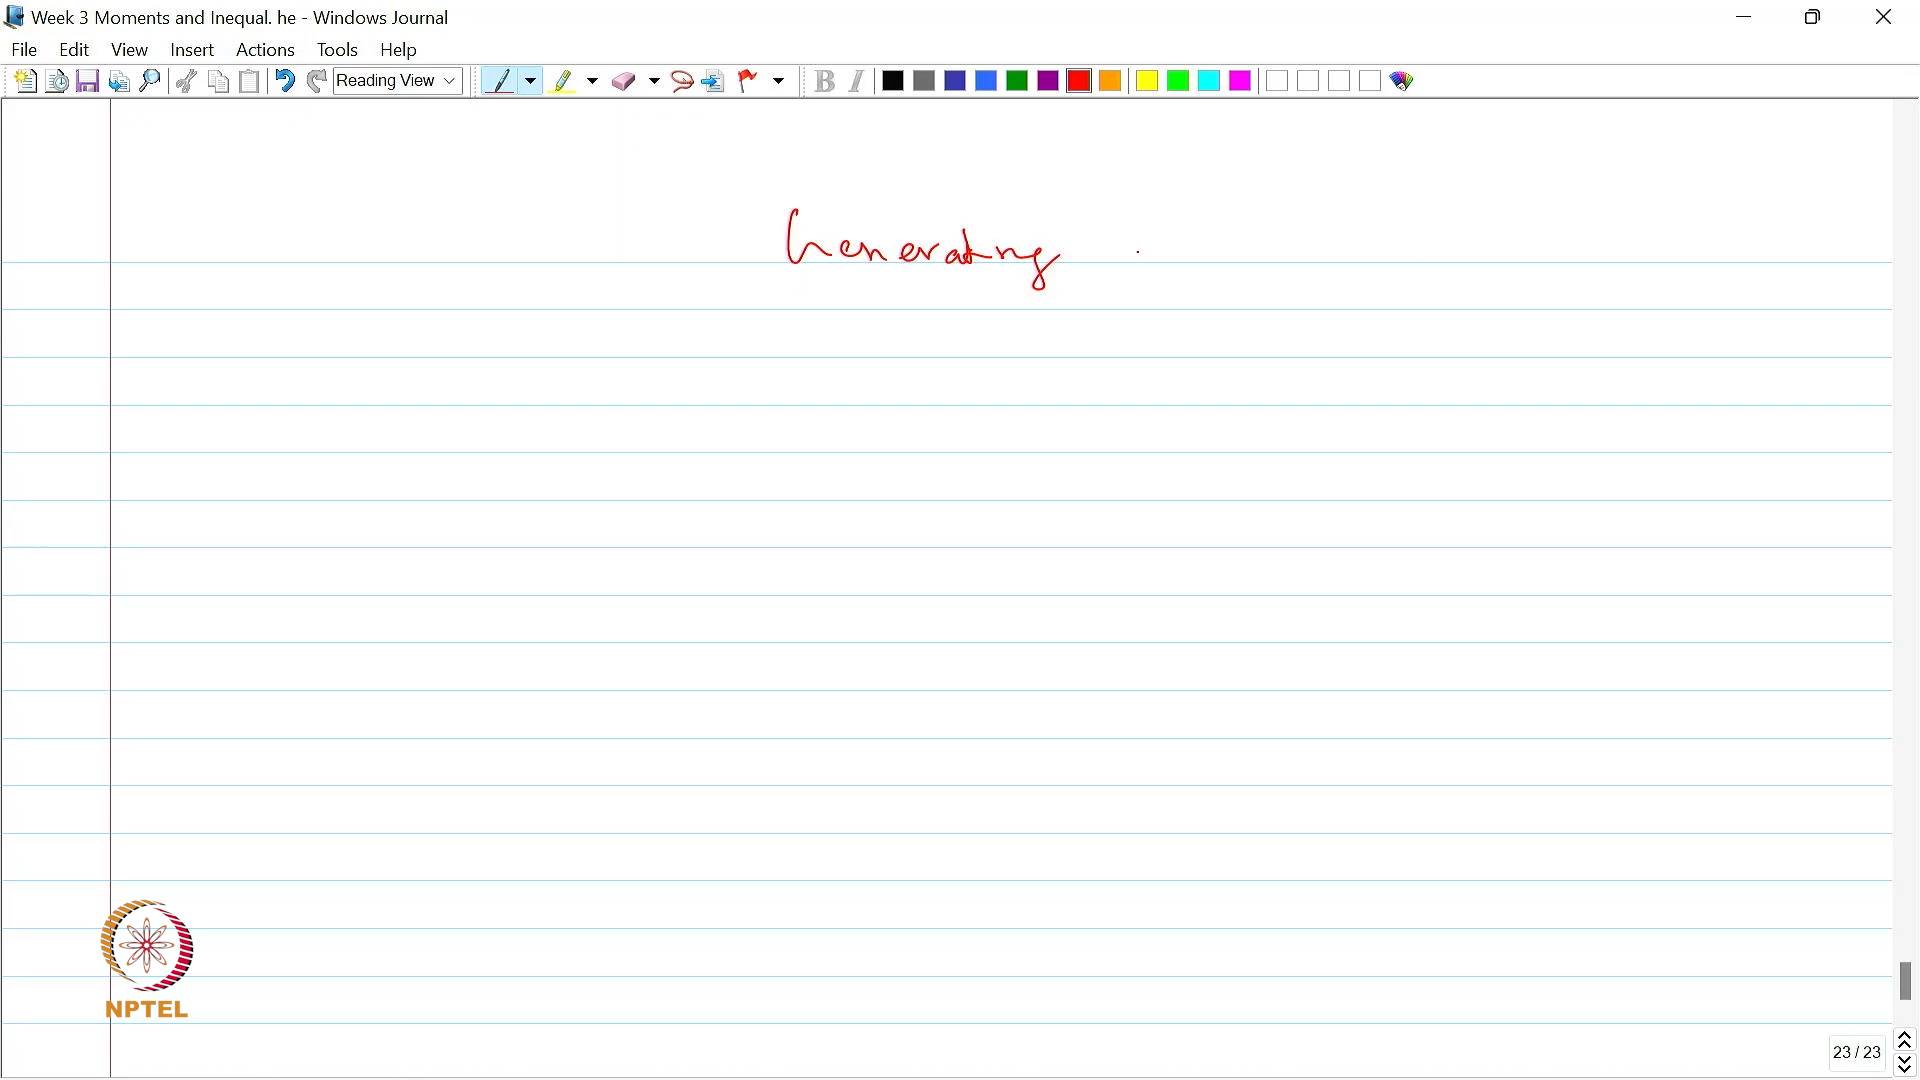 Week 3 Moments and Inequal. he - Windows Journal
File Edit View Insert Actions Tools Help
Reading View B I
Generating
NPTEL
23 / 23